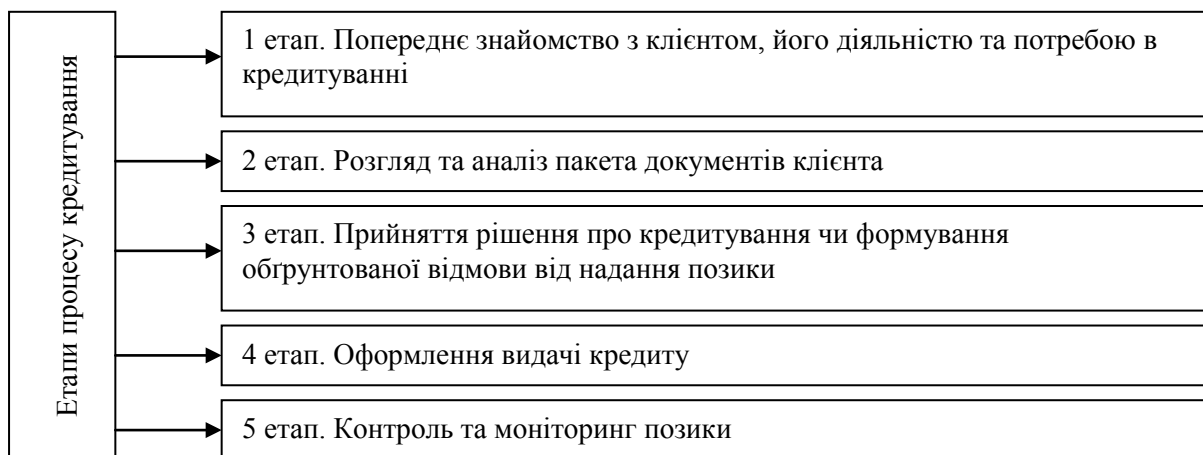 Етапи процесу кредитування
1 етап. Попереднє знайомство з клієнтом, його діяльністю та потребою в
кредитуванні
2 етап. Розгляд та аналіз пакета документів клієнта
3 етап. Прийняття рішення про кредитування чи формування
обґрунтованої відмови від надання позики
4 етап. Оформлення видачі кредиту
5 етап. Контроль та моніторинг позики